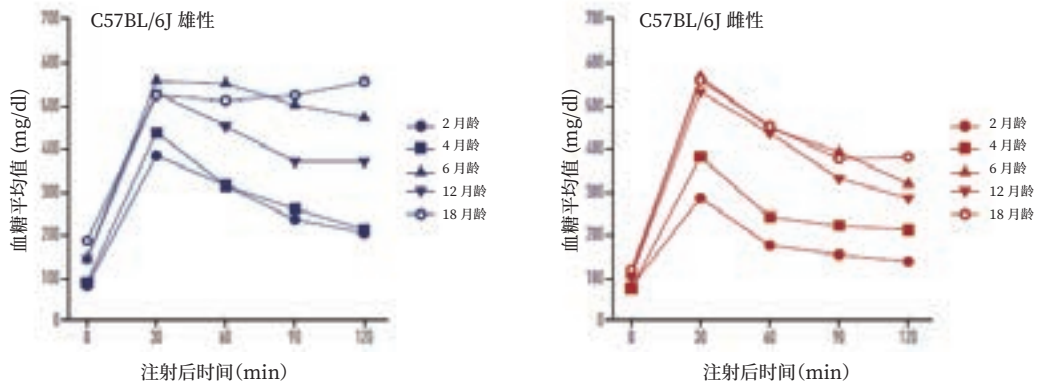 C57BL/6J 雄性
血糖平均值 (mg/dl)
700
600
500
400
300
200
100
0
0 30 60 90 120
注射后时间(min)
2 月龄
4 月龄
6 月龄
12 月龄
18 月龄
C57BL/6J 雌性
血糖平均值 (mg/dl)
700
600
500
400
300
200
100
0
0 30 60 90 120
注射后时间(min)
2 月龄
4 月龄
6 月龄
12 月龄
18 月龄